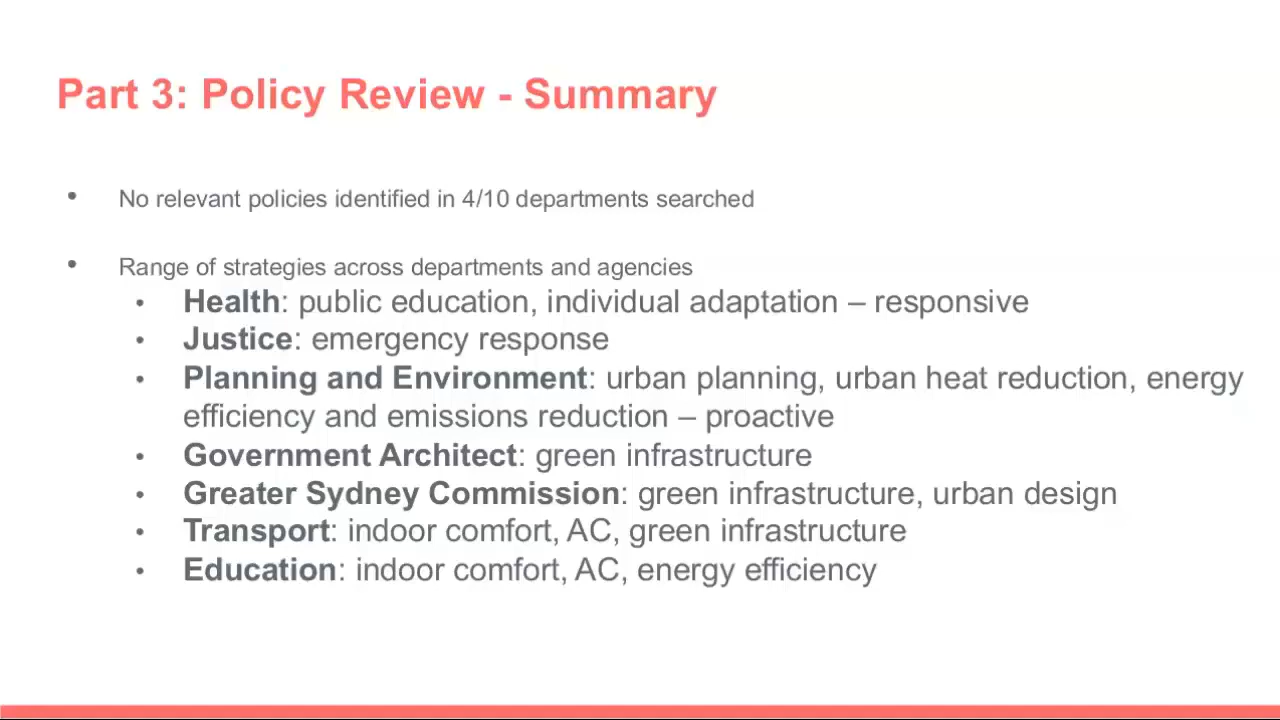 Part 3: Policy Review - Summary
• No relevant policies identified in 4/10 departments searched
• Range of strategies across departments and agencies
• Health: public education, individual adaptation – responsive
• Justice: emergency response
• Planning and Environment: urban planning, urban heat reduction, energy
efficiency and emissions reduction – proactive
• Government Architect: green infrastructure
• Greater Sydney Commission: green infrastructure, urban design
• Transport: indoor comfort, AC, green infrastructure
• Education: indoor comfort, AC, energy efficiency